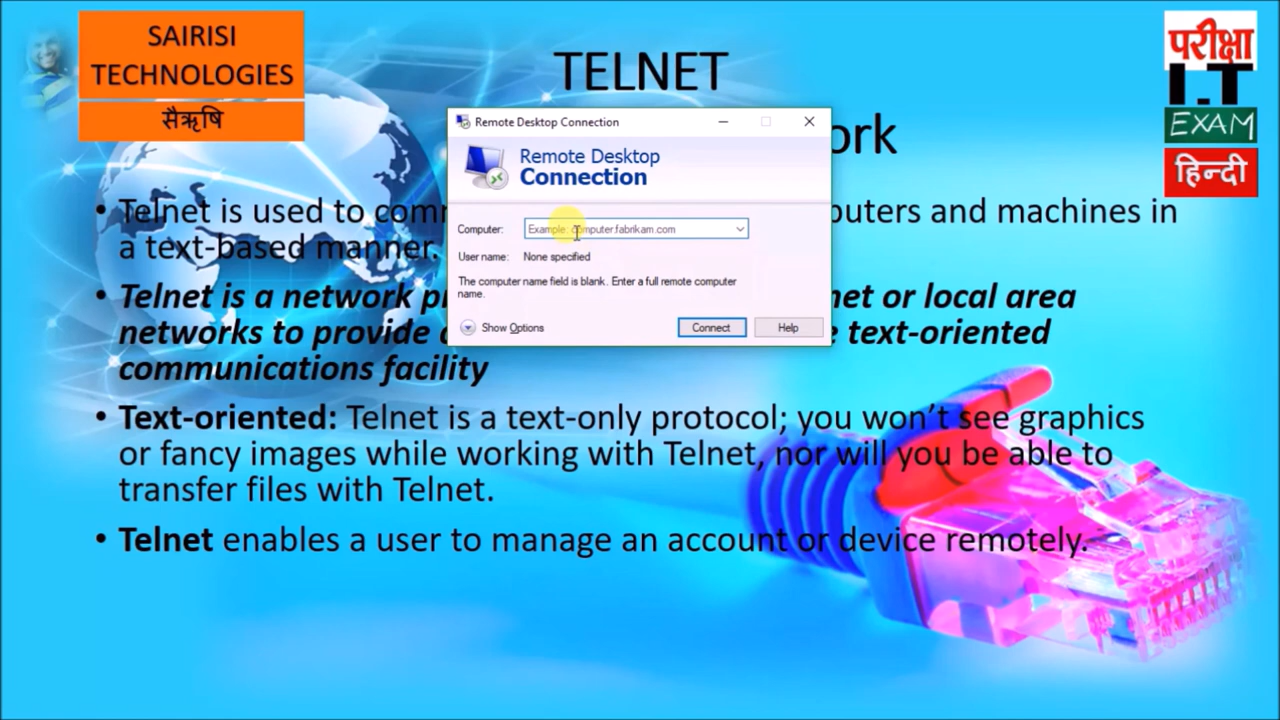 SAIRISI
TECHNOLOGIES
सैऋषि
TELNET
परीक्षा
I.T
EXAM
हिन्दी
ork
Remote Desktop Connection
Remote Desktop
Connection
Computer: Example: computer.fabrikam.com
User name: None specified
The computer name field is blank. Enter a full remote computer
name.
Show Options Connect Help
• Telnet is used to com puters and machines in
a text-based manner.
• Telnet is a network p net or local area
networks to provide e text-oriented
communications facility
• Text-oriented: Telnet is a text-only protocol; you won’t see graphics
or fancy images while working with Telnet, nor will you be able to
transfer files with Telnet.
• Telnet enables a user to manage an account or device remotely.